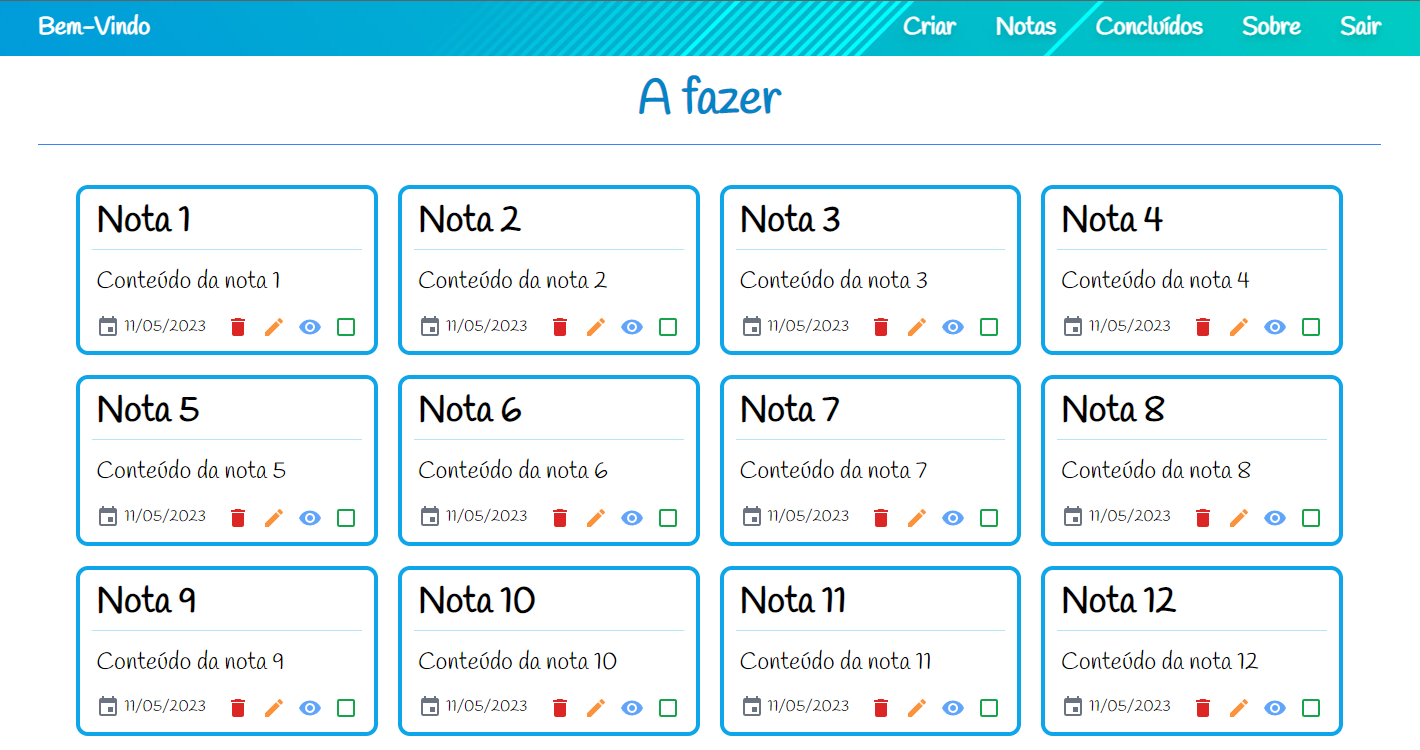 Bem-Vindo Criar Notas Concluídos Sobre Sair
A fazer
Nota 1 Nota 2 Nota 3 Nota 4
Conteúdo da nota 1 Conteúdo da nota 2 Conteúdo da nota 3 Conteúdo da nota 4
11/05/2023 11/05/2023 11/05/2023 11/05/2023
Nota 5 Nota 6 Nota 7 Nota 8
Conteúdo da nota 5 Conteúdo da nota 6 Conteúdo da nota 7 Conteúdo da nota 8
11/05/2023 11/05/2023 11/05/2023 11/05/2023
Nota 9 Nota 10 Nota 11 Nota 12
Conteúdo da nota 9 Conteúdo da nota 10 Conteúdo da nota 11 Conteúdo da nota 12
11/05/2023 11/05/2023 11/05/2023 11/05/2023